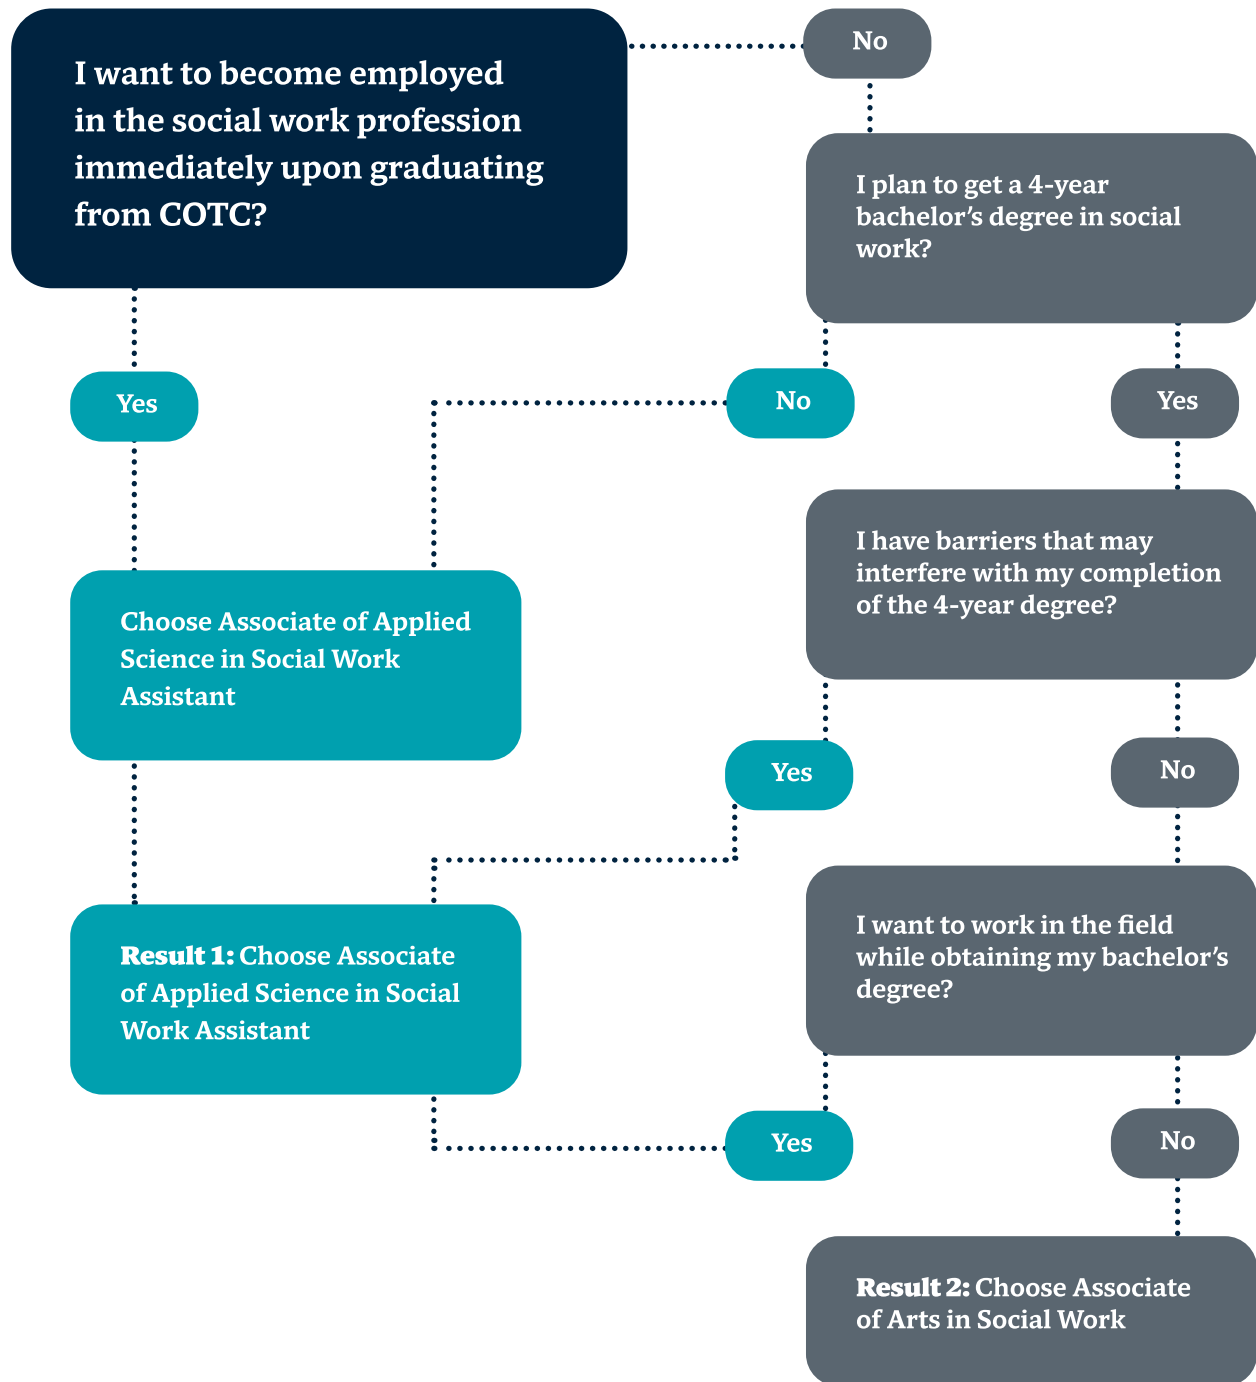 I want to become employed
in the social work profession
immediately upon graduating
from COTC?
No
I plan to get a 4-year
bachelor’s degree in social
work?
Yes
No
Yes
I have barriers that may
interfere with my completion
of the 4-year degree?
Choose Associate of Applied
Science in Social Work
Assistant
Yes
No
I want to work in the field
while obtaining my bachelor’s
degree?
Result 1: Choose Associate
of Applied Science in Social
Work Assistant
Yes
No
Result 2: Choose Associate
of Arts in Social Work